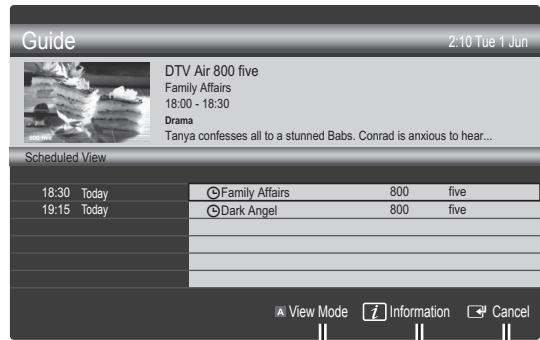 Guide
2:10 Tue 1 Jun
DTV Air 800 five
Family Affairs
18:00 - 18:30
Drama
Tanya confesses all to a stunned Babs. Conrad is anxious to hear...
800 five
Scheduled View
18:30 Today Family Affairs 800 five
19:15 Today Dark Angel 800 five
A View Mode i Information Cancel